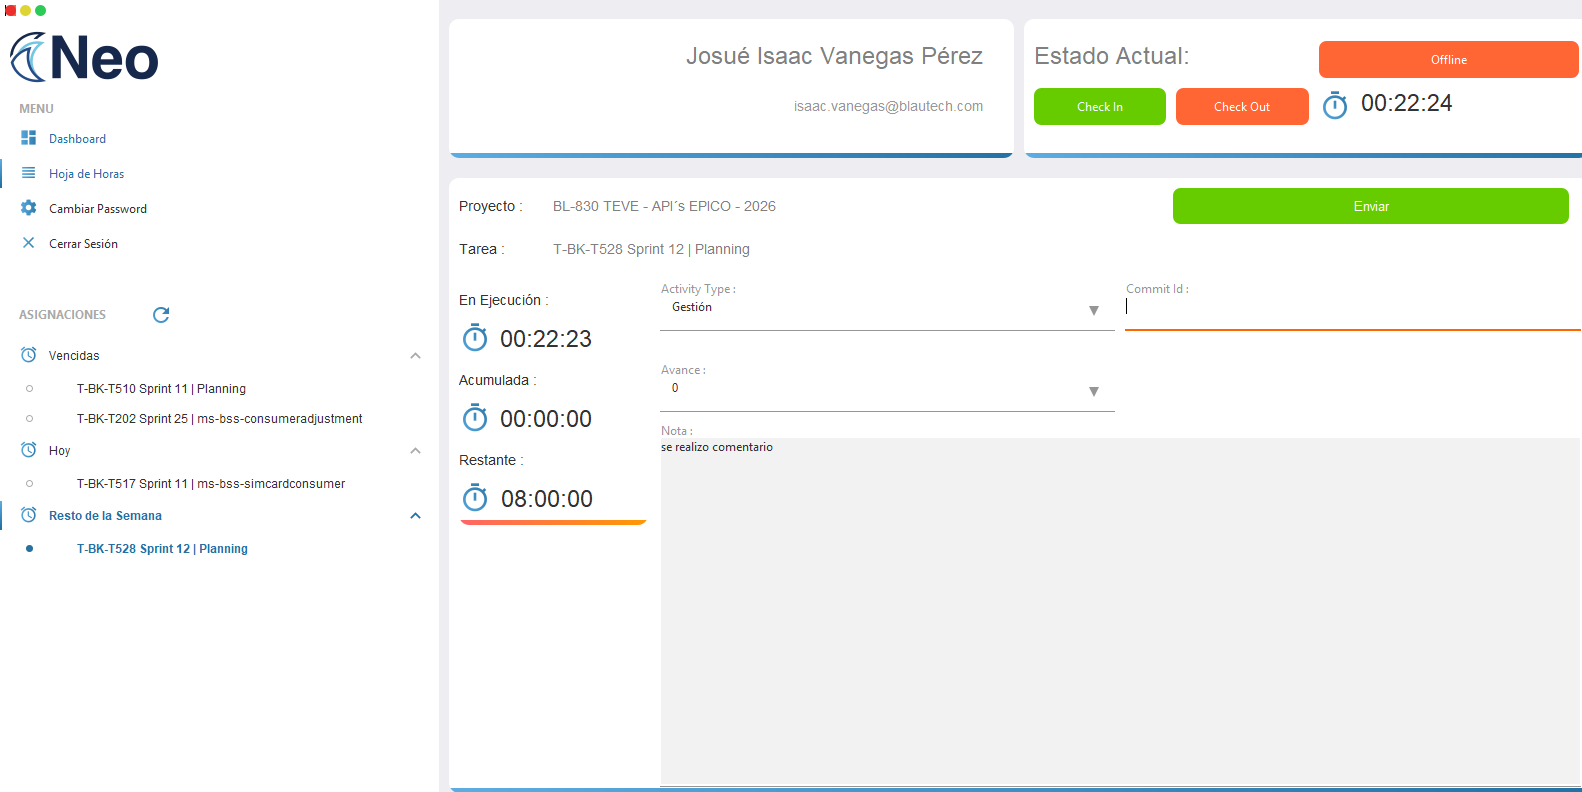 Neo
MENU
Dashboard
Hoja de Horas
Cambiar Password
Cerrar Sesión
ASIGNACIONES
Vencidas
T-BK-T510 Sprint 11 | Planning
T-BK-T202 Sprint 25 | ms-bss-consumeradjustment
Hoy
T-BK-T517 Sprint 11 | ms-bss-simcardconsumer
Resto de la Semana
T-BK-T528 Sprint 12 | Planning
Josué Isaac Vanegas Pérez
isaac.vanegas@blautech.com
Estado Actual:
Offline
Check In
Check Out
00:22:24
Proyecto :
BL-830 TEVE - API´s EPICO - 2026
Enviar
Tarea :
T-BK-T528 Sprint 12 | Planning
En Ejecución :
00:22:23
Acumulada :
00:00:00
Restante :
08:00:00
Activity Type :
Gestión
Commit Id :
Avance :
0
Nota :
se realizo comentario